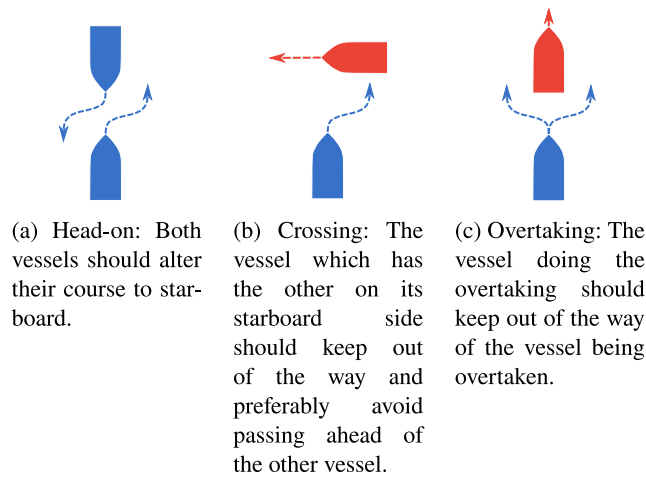 (a) Head-on: Both
vessels should alter
their course to star-
board.
(b) Crossing: The
vessel which has
the other on its
starboard side
should keep out
of the way and
preferably avoid
passing ahead of
the other vessel.
(c) Overtaking: The
vessel doing the
overtaking should
keep out of the way
of the vessel being
overtaken.